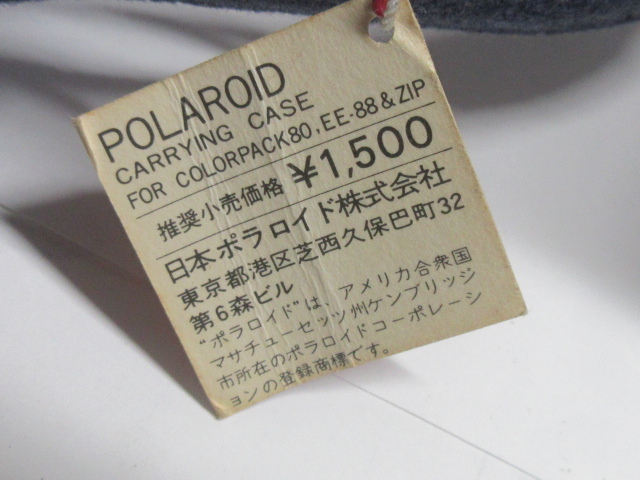 POLAROID
CARRYING CASE
FOR COLORPACK80, EE-88 & ZIP
推奨小売価格 ¥1,500
日本ポラロイド株式会社
東京都港区芝西久保巴町32
第6森ビル
"ポラロイド"は、アメリカ合衆国
マサチューセッツ州ケンブリッジ
市所在のポラロイドコーポレーシ
ョンの登録商標です。